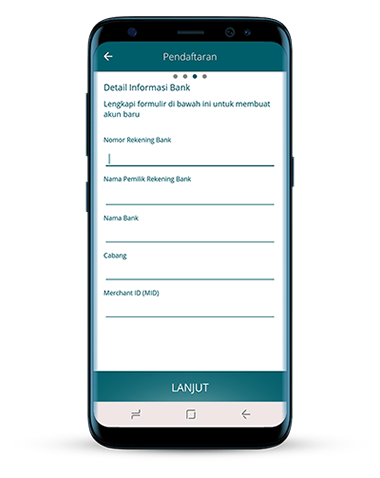 Pendaftaran
Detail Informasi Bank
Lengkapi formulir di bawah ini untuk membuat
akun baru
Nomor Rekening Bank
Nama Pemilik Rekening Bank
Nama Bank
Cabang
Merchant ID (MID)
LANJUT